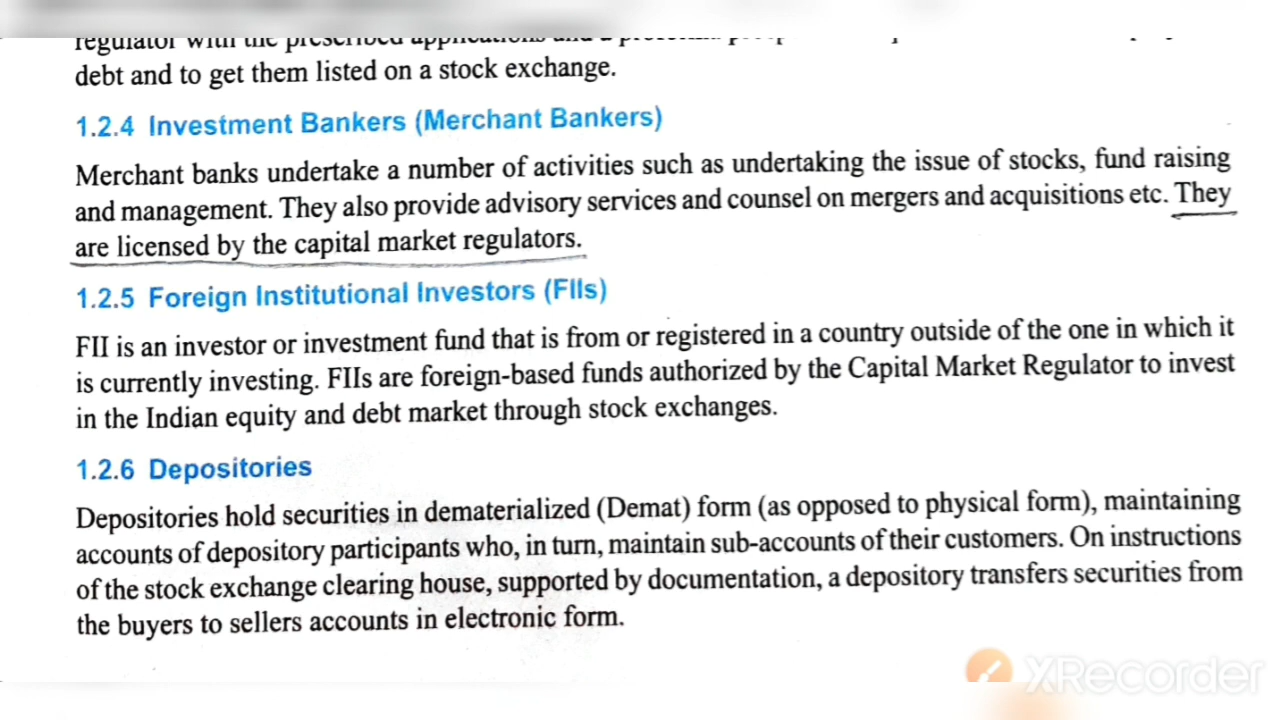 debt and to get them listed on a stock exchange.
1.2.4 Investment Bankers (Merchant Bankers)
Merchant banks undertake a number of activities such as undertaking the issue of stocks, fund raising
and management. They also provide advisory services and counsel on mergers and acquisitions etc. They
are licensed by the capital market regulators.
1.2.5 Foreign Institutional Investors (FIIs)
FII is an investor or investment fund that is from or registered in a country outside of the one in which it
is currently investing. FIIs are foreign-based funds authorized by the Capital Market Regulator to invest
in the Indian equity and debt market through stock exchanges.
1.2.6 Depositories
Depositories hold securities in dematerialized (Demat) form (as opposed to physical form), maintaining
accounts of depository participants who, in turn, maintain sub-accounts of their customers. On instructions
of the stock exchange clearing house, supported by documentation, a depository transfers securities from
the buyers to sellers accounts in electronic form.
XRecorder